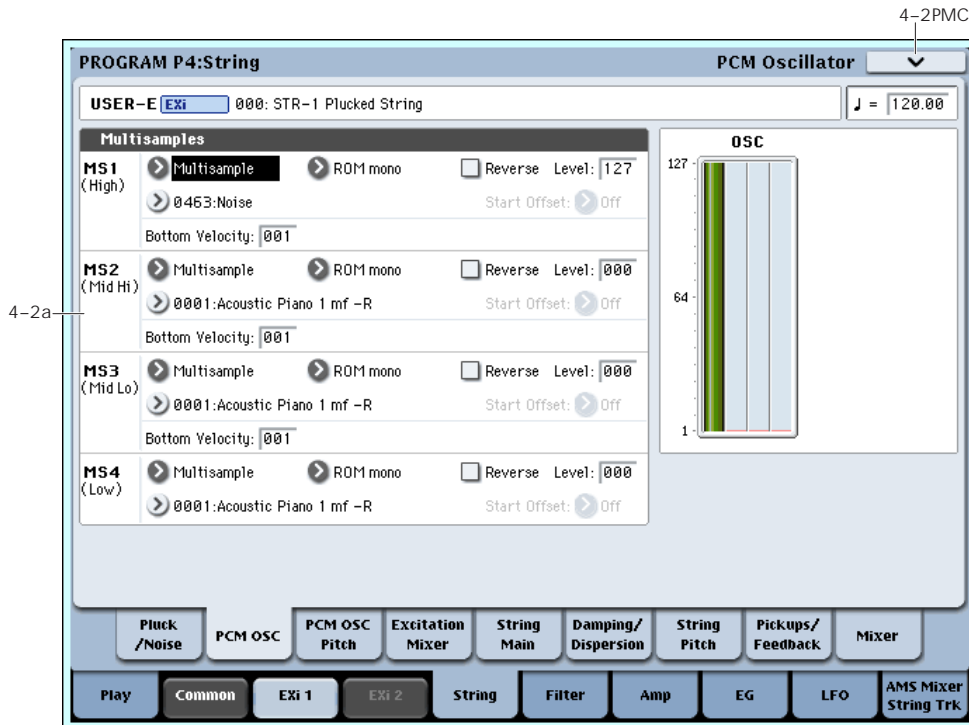 4–2PMC
PROGRAM P4:String PCM Oscillator
USER–E EXi 000: STR–1 Plucked String ♩ = 120.00
Multisamples
MS1 (High) Multisample ROM mono Reverse Level: 127
0463:Noise Start Offset: Off
Bottom Velocity: 001
MS2 (Mid Hi) Multisample ROM mono Reverse Level: 000
0001:Acoustic Piano 1 mf –R Start Offset: Off
Bottom Velocity: 001
MS3 (Mid Lo) Multisample ROM mono Reverse Level: 000
0001:Acoustic Piano 1 mf –R Start Offset: Off
Bottom Velocity: 001
MS4 (Low) Multisample ROM mono Reverse Level: 000
0001:Acoustic Piano 1 mf –R Start Offset: Off
4–2a
OSC
127
64
1
Pluck /Noise PCM OSC PCM OSC Pitch Excitation Mixer String Main Damping/ Dispersion String Pitch Pickups/ Feedback Mixer
Play Common EXi 1 EXi 2 String Filter Amp EG LFO AMS Mixer String Trk